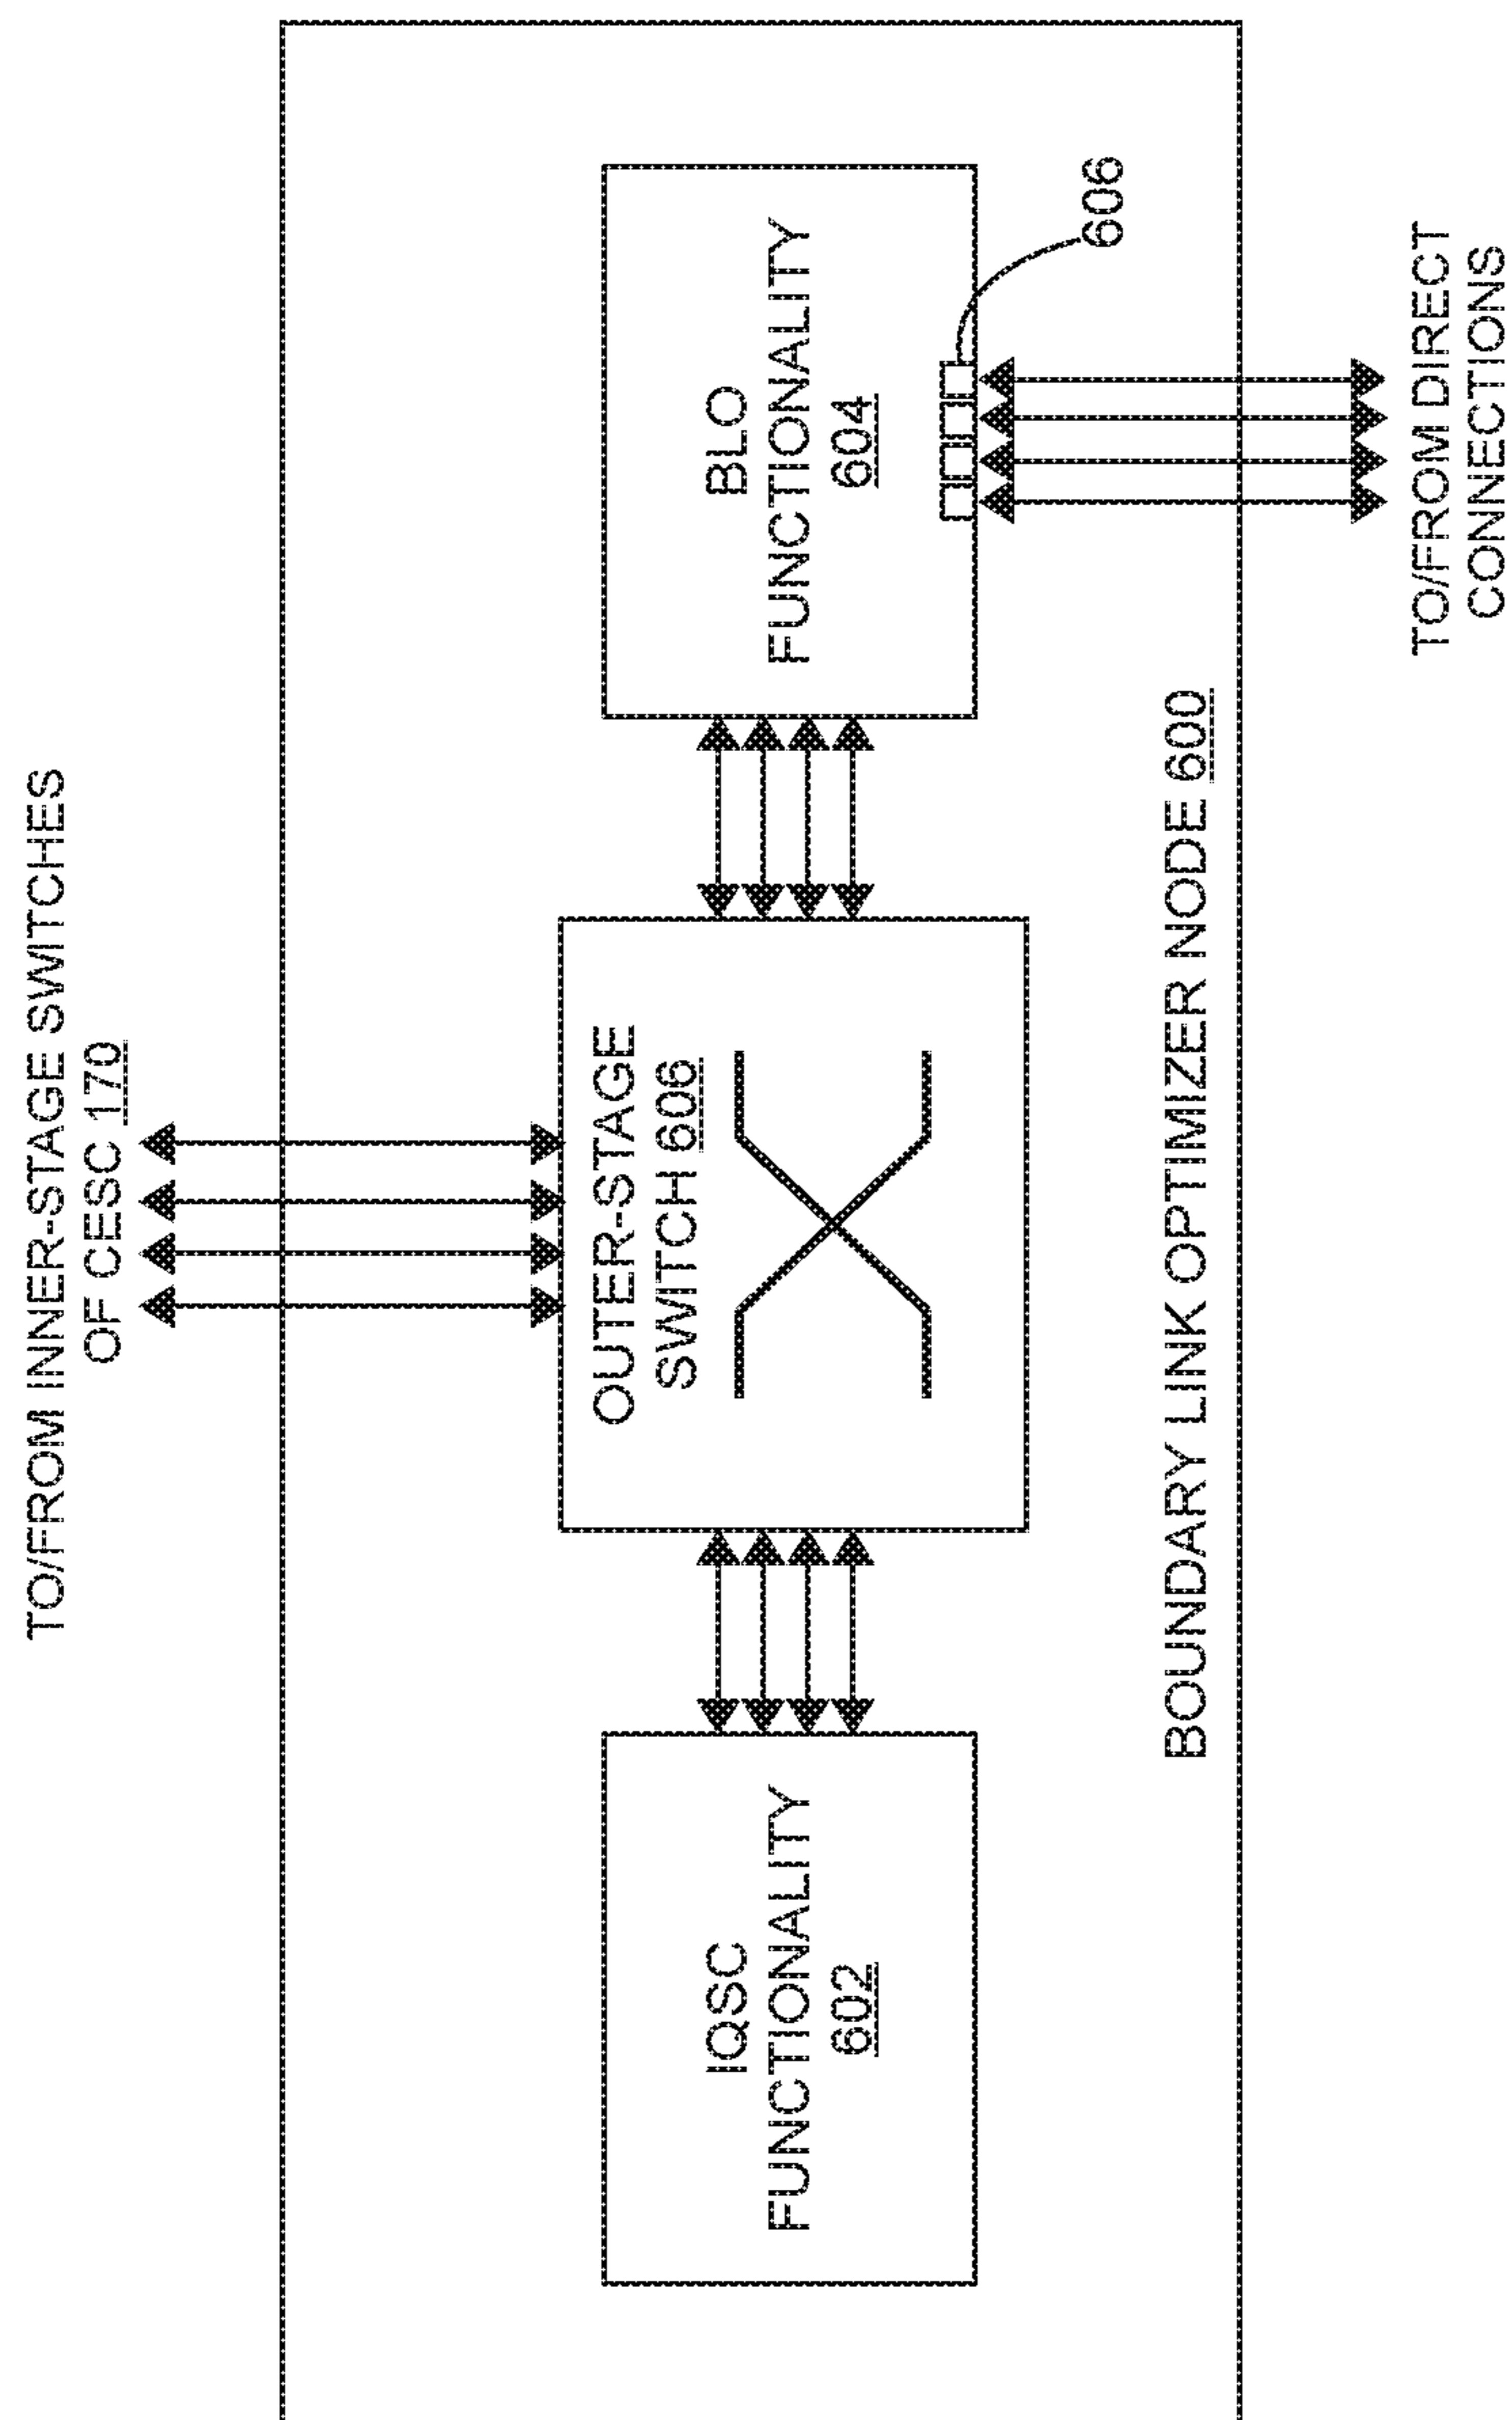 TO/FROM INNER-STAGE SWITCHES
OF CESC 170
IQSC
FUNCTIONALITY
602
OUTER-STAGE
SWITCH 606
BLO
FUNCTIONALITY
604
606
BOUNDARY LINK OPTIMIZER NODE 600
TO/FROM DIRECT
CONNECTIONS